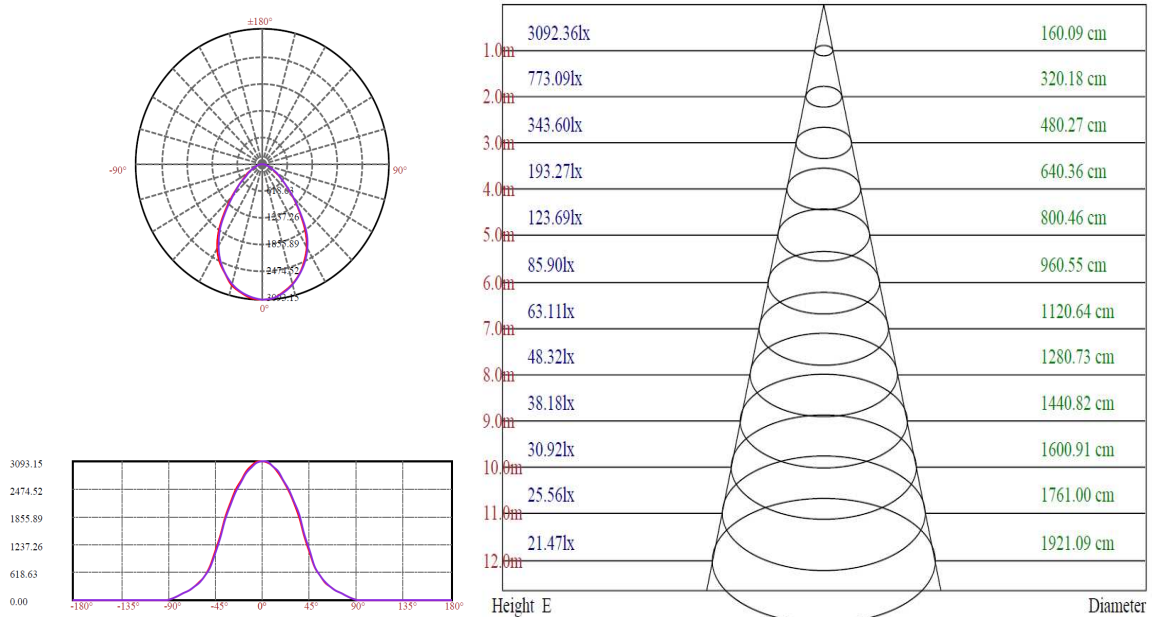 ±180°
-90°
90°
618.63
1237.26
1855.89
2474.52
3093.15
0°
3093.15
2474.52
1855.89
1237.26
618.63
0.00
-180° -135° -90° -45° 0° 45° 90° 135° 180°
3092.36lx 160.09 cm
1.0m
773.09lx 320.18 cm
2.0m
343.60lx 480.27 cm
3.0m
193.27lx 640.36 cm
4.0m
123.69lx 800.46 cm
5.0m
85.90lx 960.55 cm
6.0m
63.11lx 1120.64 cm
7.0m
48.32lx 1280.73 cm
8.0m
38.18lx 1440.82 cm
9.0m
30.92lx 1600.91 cm
10.0m
25.56lx 1761.00 cm
11.0m
21.47lx 1921.09 cm
12.0m
Height E Diameter